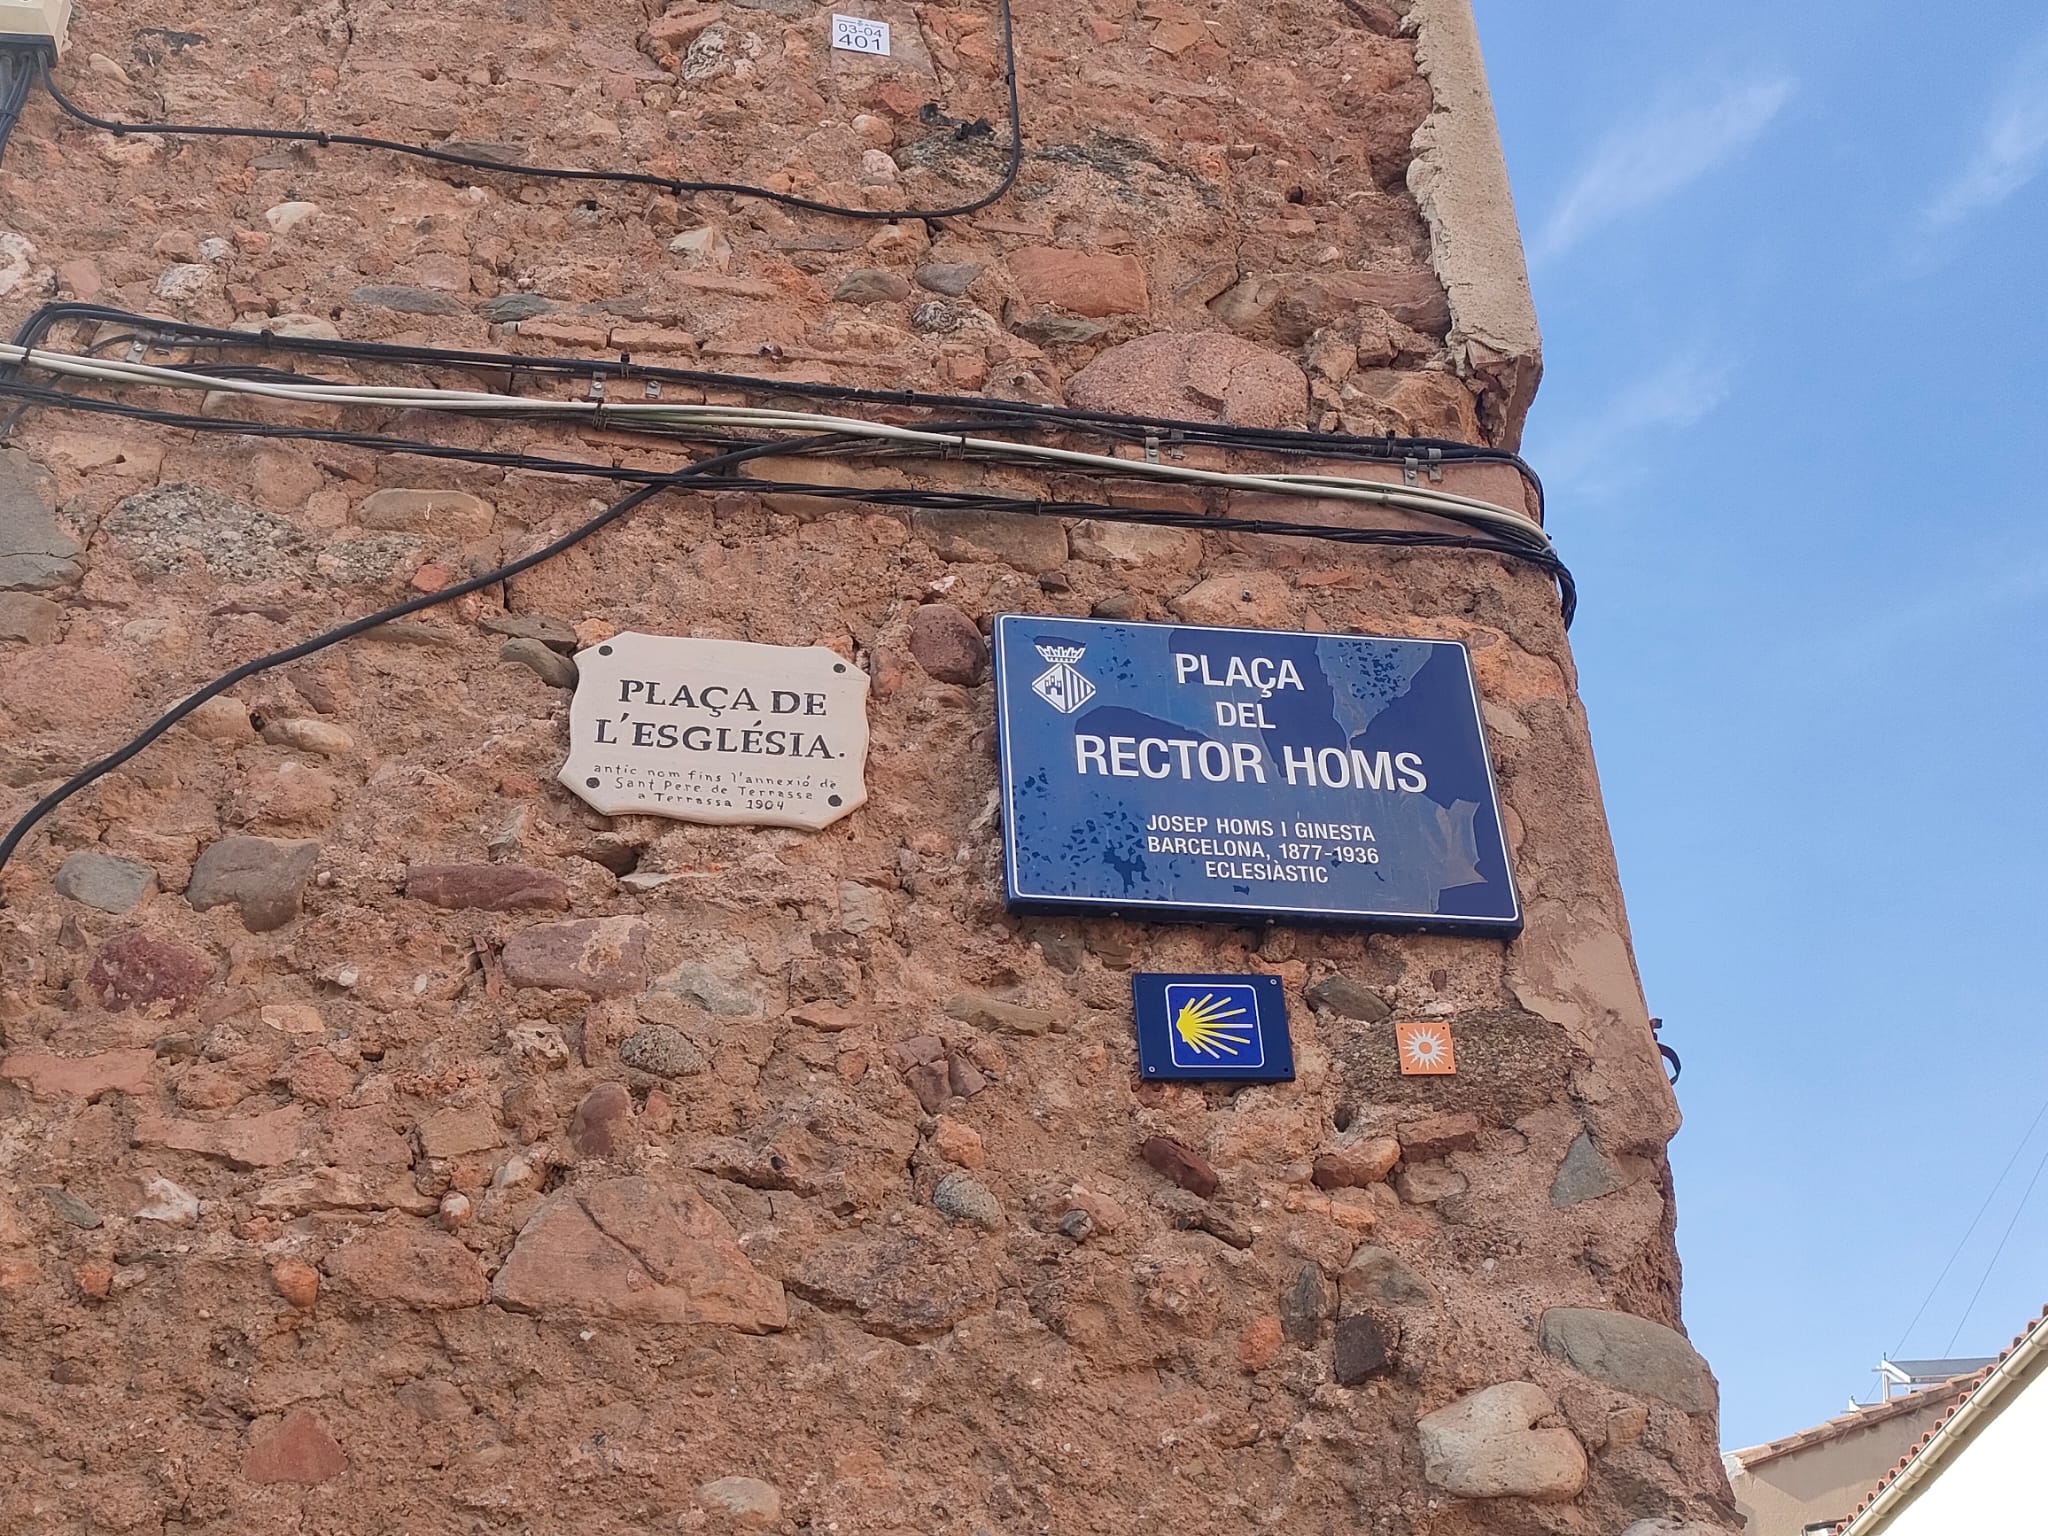 03-04
401
PLAÇA DE
L'ESGLÉSIA.
antic nom fins l'annexió de
Sant Pere de Terrassa
a Terrassa 1904
PLAÇA
DEL
RECTOR HOMS
JOSEP HOMS I GINESTA
BARCELONA, 1877-1936
ECLESIÀSTIC